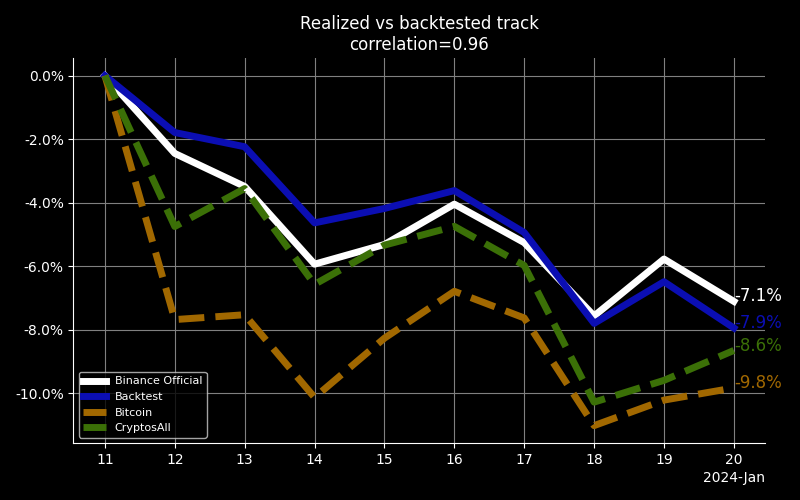 Realized vs backtested track
correlation=0.96
0.0%
-2.0%
-4.0%
-6.0%
-8.0%
-10.0%
-7.1%
-7.9%
-8.6%
-9.8%
Binance Official
Backtest
Bitcoin
CryptosAll
11 12 13 14 15 16 17 18 19 20
2024-Jan